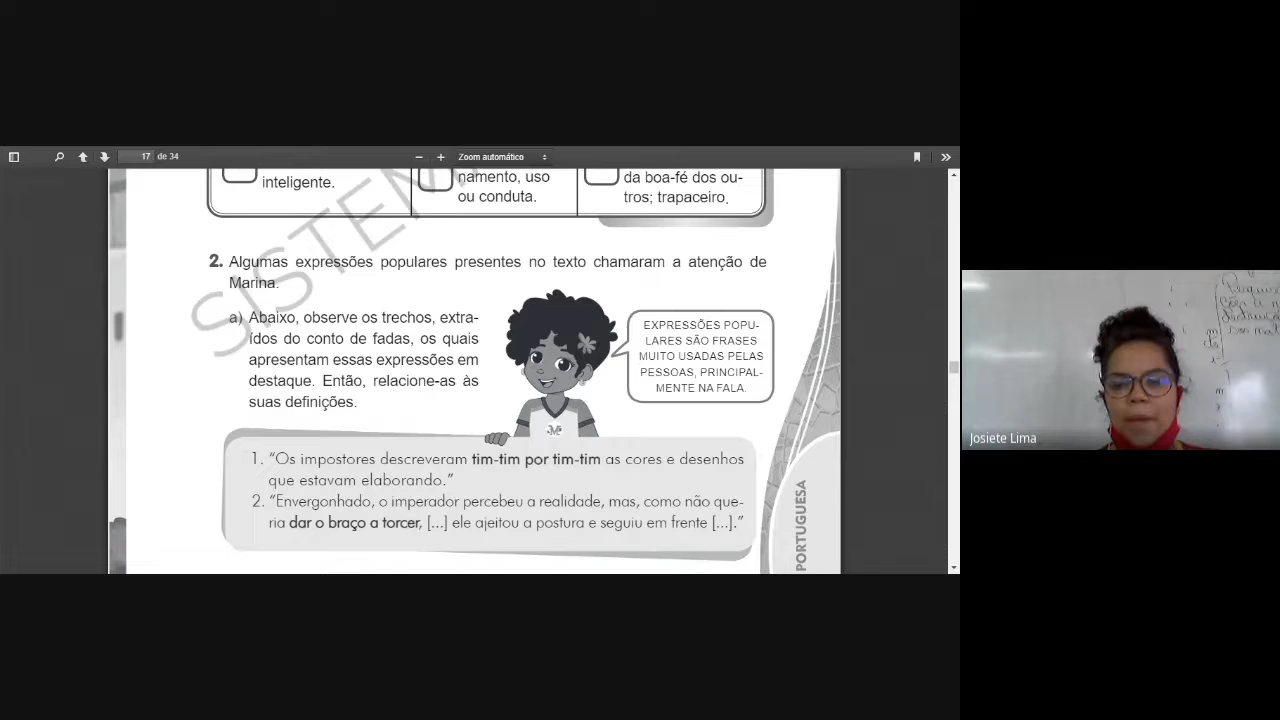 17 de 34
Zoom automático
inteligente.
namento, uso
ou conduta.
da boa-fé dos ou-
tros; trapaceiro.
SISTEM
2. Algumas expressões populares presentes no texto chamaram a atenção de
Marina.
a) Abaixo, observe os trechos, extra-
ídos do conto de fadas, os quais
apresentam essas expressões em
destaque. Então, relacione-as às
suas definições.
EXPRESSÕES POPU-
LARES SÃO FRASES
MUITO USADAS PELAS
PESSOAS, PRINCIPAL-
MENTE NA FALA.
1. “Os impostores descreveram tim-tim por tim-tim as cores e desenhos
que estavam elaborando.”
2. “Envergonhado, o imperador percebeu a realidade, mas, como não que-
ria dar o braço a torcer, [...] ele ajeitou a postura e seguiu em frente [...].”
PORTUGUESA
Josiete Lima